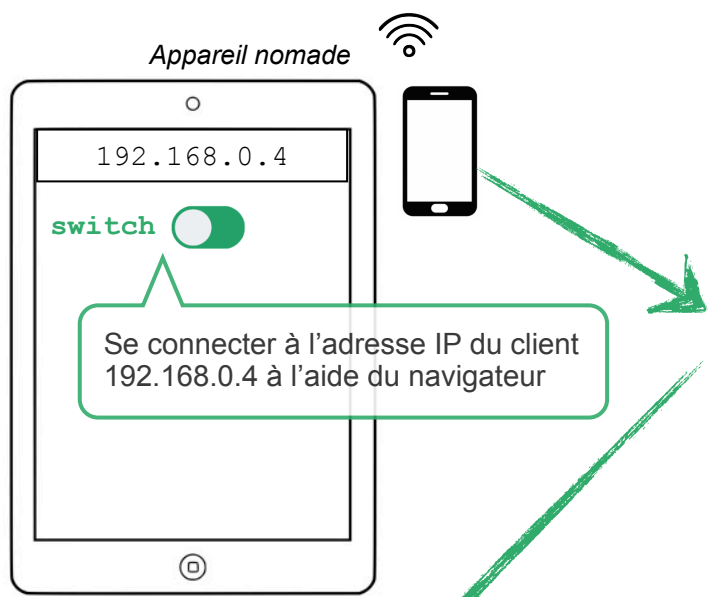 Appareil nomade
192.168.0.4
switch
Se connecter à l’adresse IP du client
192.168.0.4 à l’aide du navigateur